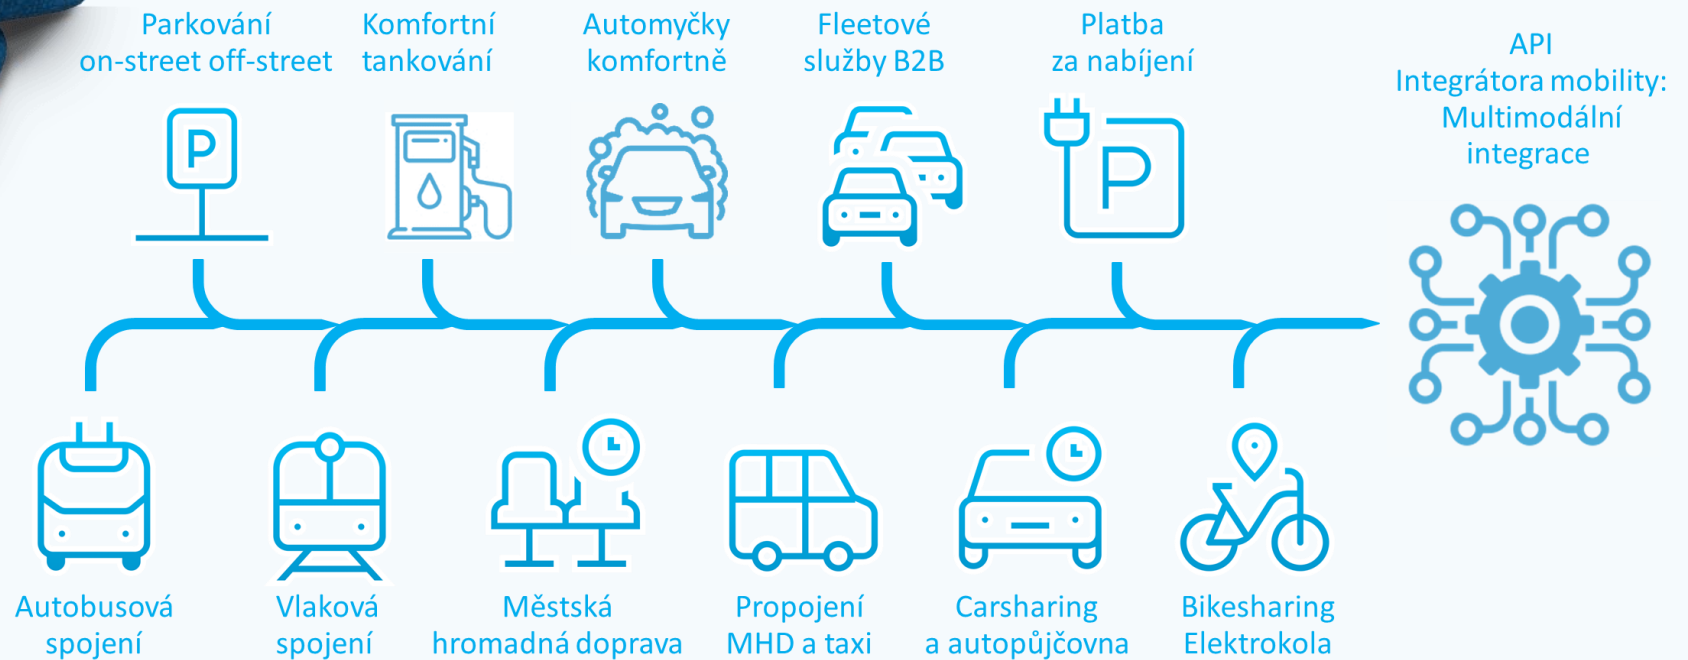 Parkování
on-street off-street
Komfortní
tankování
Automyčky
komfortně
Fleetové
služby B2B
Platba
za nabíjení
API
Integrátora mobility:
Multimodální
integrace
P
P
Autobusová
spojení
Vlaková
spojení
Městská
hromadná doprava
Propojení
MHD a taxi
Carsharing
a autopůjčovna
Bikesharing
Elektrokola